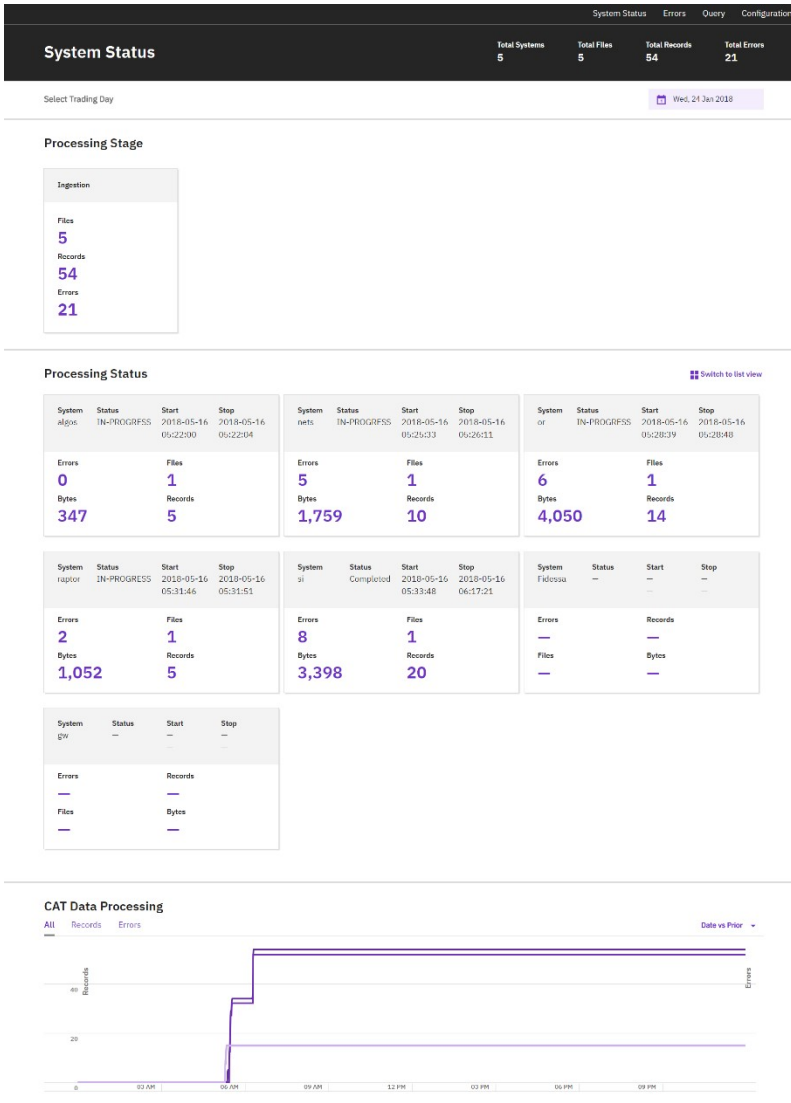 System Status Errors Query Configuration
System Status
Total Systems Total Files Total Records Total Errors
5 5 54 21
Select Trading Day
Wed, 24 Jan 2018
Processing Stage
Ingestion
Files
5
Records
54
Errors
21
Processing Status
Switch to list view
System Status Start Stop
algos IN-PROGRESS 2018-05-16 2018-05-16
05:22:00 05:22:04
Errors Files
0 1
Bytes Records
347 5
System Status Start Stop
nets IN-PROGRESS 2018-05-16 2018-05-16
05:25:33 05:26:11
Errors Files
5 1
Bytes Records
1,759 10
System Status Start Stop
or IN-PROGRESS 2018-05-16 2018-05-16
05:28:39 05:28:48
Errors Files
6 1
Bytes Records
4,050 14
System Status Start Stop
raptor IN-PROGRESS 2018-05-16 2018-05-16
05:31:46 05:31:51
Errors Files
2 1
Bytes Records
1,052 5
System Status Start Stop
si Completed 2018-05-16 2018-05-16
05:33:48 06:17:21
Errors Files
8 1
Bytes Records
3,398 20
System Status Start Stop
Fidessa — — —
— —
Errors Records
— —
Files Bytes
— —
System Status Start Stop
gw — — —
— —
Errors Records
— —
Files Bytes
— —
CAT Data Processing
All Records Errors
Date vs Prior
Records
Errors
40
20
0 03 AM 06 AM 09 AM 12 PM 03 PM 06 PM 09 PM